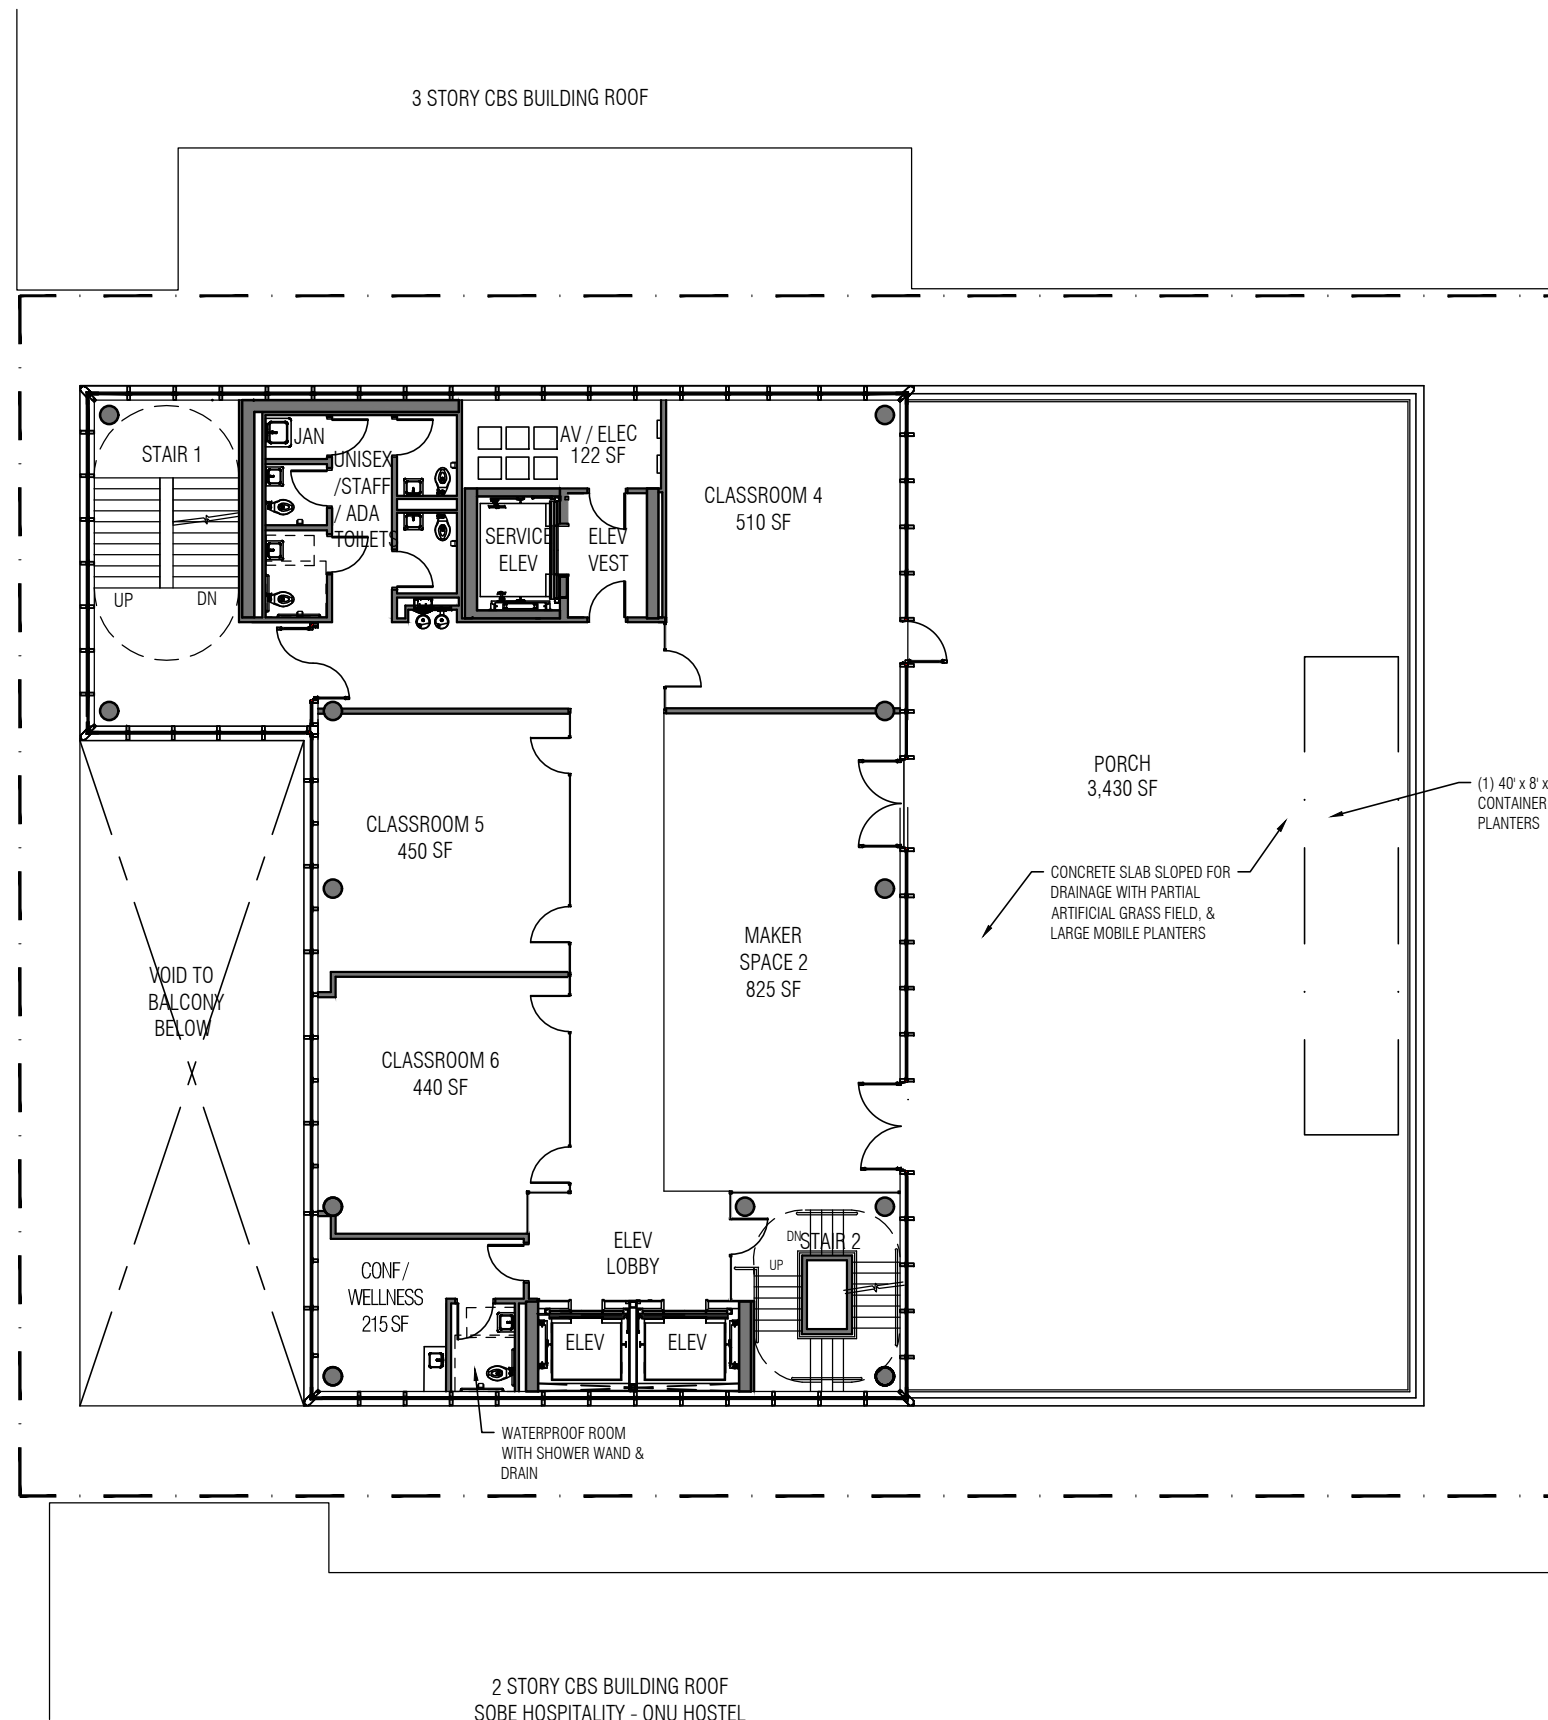 3 STORY CBS BUILDING ROOF
STAIR 1
UP
DN
JAN
UNISEX
/STAFF
/ ADA
TOILETS
AV / ELEC
122 SF
SERVICE
ELEV
ELEV
VEST
CLASSROOM 4
510 SF
CLASSROOM 5
450 SF
PORCH
3,430 SF
(1) 40' x 8' x
CONTAINER
PLANTERS
CONCRETE SLAB SLOPED FOR
DRAINAGE WITH PARTIAL
ARTIFICIAL GRASS FIELD, &
LARGE MOBILE PLANTERS
MAKER
SPACE 2
825 SF
VOID TO
BALCONY
BELOW
CLASSROOM 6
440 SF
ELEV
LOBBY
DN
STAIR 2
UP
CONF/
WELLNESS
215 SF
ELEV
ELEV
WATERPROOF ROOM
WITH SHOWER WAND &
DRAIN
2 STORY CBS BUILDING ROOF
SOBE HOSPITALITY - ONU HOSTEL